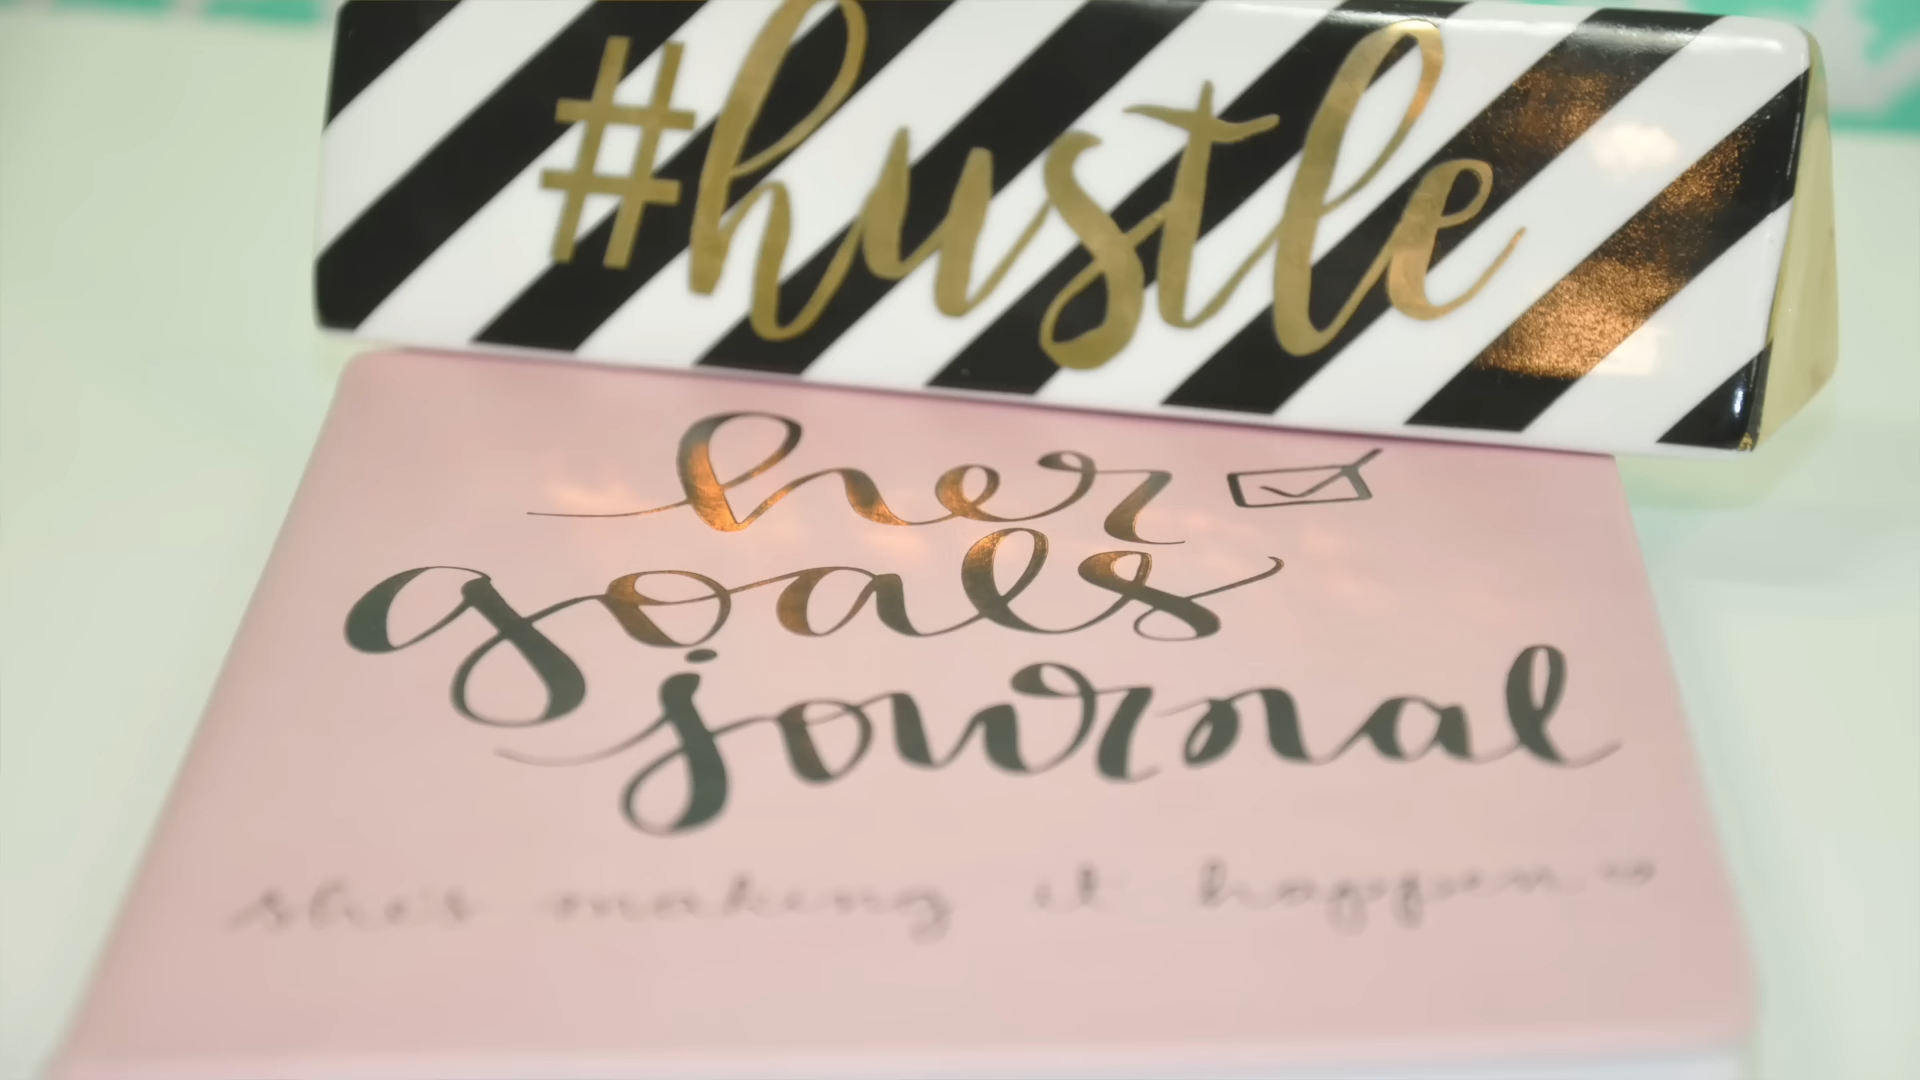 #hustle
her
goals
journal
she's making it happen